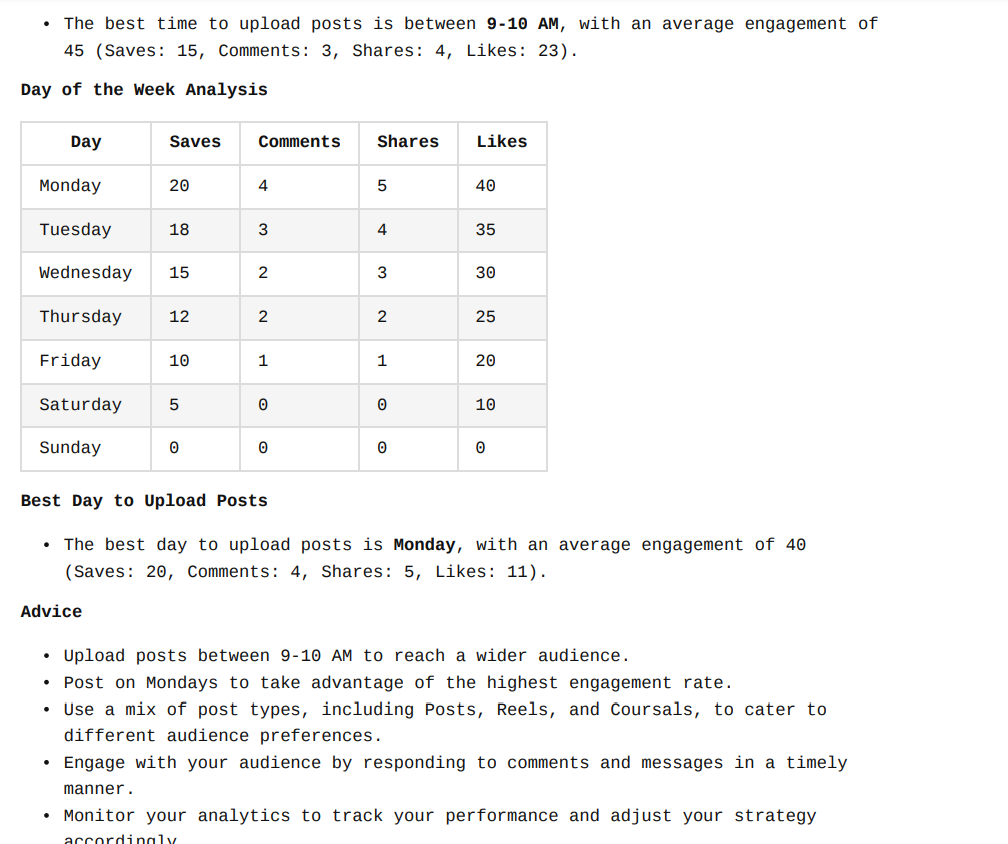 • The best time to upload posts is between 9-10 AM, with an average engagement of
45 (Saves: 15, Comments: 3, Shares: 4, Likes: 23).
Day of the Week Analysis
Day Saves Comments Shares Likes
Monday 20 4 5 40
Tuesday 18 3 4 35
Wednesday 15 2 3 30
Thursday 12 2 2 25
Friday 10 1 1 20
Saturday 5 0 0 10
Sunday 0 0 0 0
Best Day to Upload Posts
• The best day to upload posts is Monday, with an average engagement of 40
(Saves: 20, Comments: 4, Shares: 5, Likes: 11).
Advice
• Upload posts between 9-10 AM to reach a wider audience.
• Post on Mondays to take advantage of the highest engagement rate.
• Use a mix of post types, including Posts, Reels, and Coursals, to cater to
different audience preferences.
• Engage with your audience by responding to comments and messages in a timely
manner.
• Monitor your analytics to track your performance and adjust your strategy
accordingly